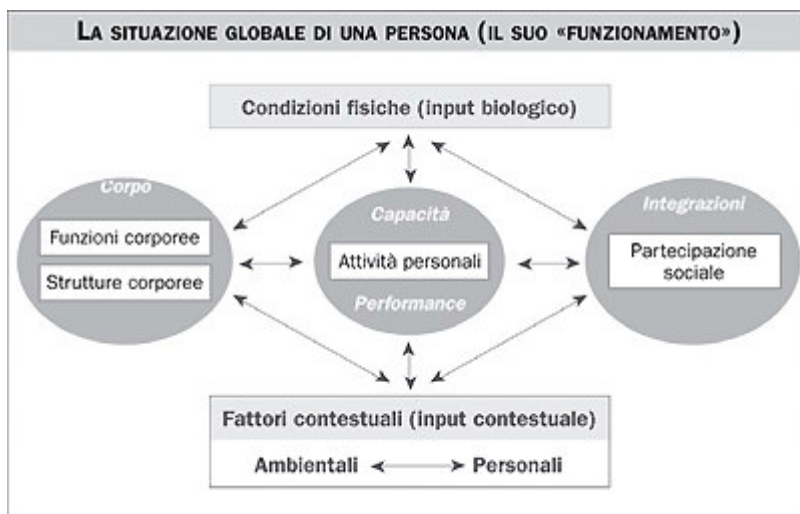 LA SITUAZIONE GLOBALE DI UNA PERSONA (IL SUO «FUNZIONAMENTO»)
Condizioni fisiche (input biologico)
Corpo
Funzioni corporee
Strutture corporee
Capacità
Attività personali
Performance
Integrazioni
Partecipazione
sociale
Fattori contestuali (input contestuale)
Ambientali
Personali